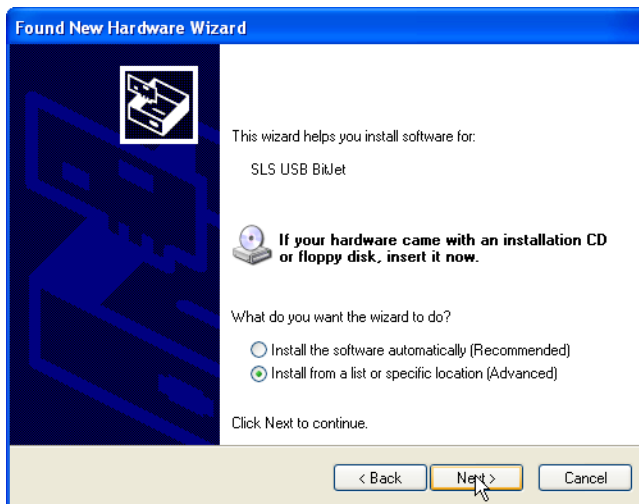 Found New Hardware Wizard
This wizard helps you install software for:
SLS USB BitJet
If your hardware came with an installation CD
or floppy disk, insert it now.
What do you want the wizard to do?
Install the software automatically (Recommended)
Install from a list or specific location (Advanced)
Click Next to continue.
< Back Next > Cancel